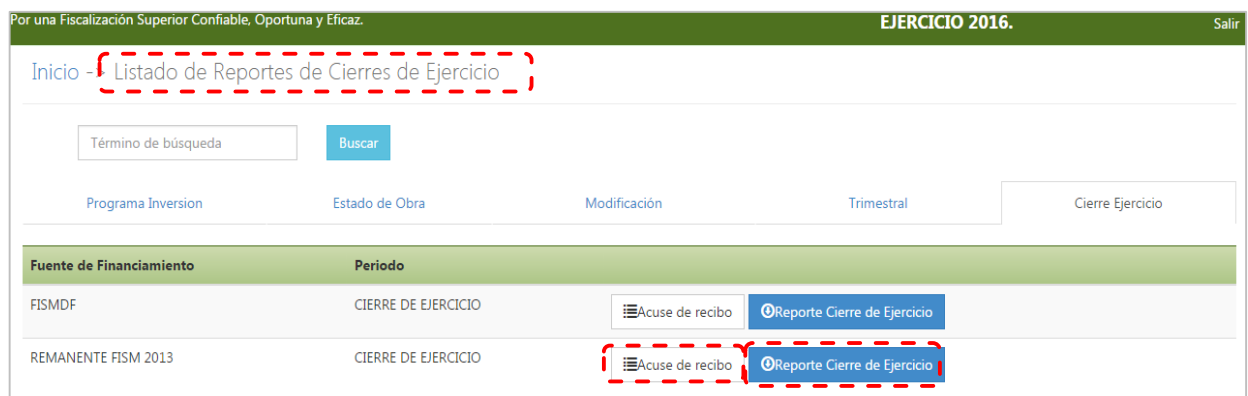 Por una Fiscalización Superior Confiable, Oportuna y Eficaz. EJERCICIO 2016. Salir
Inicio -> Listado de Reportes de Cierres de Ejercicio
Término de búsqueda Buscar
Programa Inversion Estado de Obra Modificación Trimestral Cierre Ejercicio
Fuente de Financiamiento Periodo
FISMDF CIERRE DE EJERCICIO Acuse de recibo Reporte Cierre de Ejercicio
REMANENTE FISM 2013 CIERRE DE EJERCICIO Acuse de recibo Reporte Cierre de Ejercicio